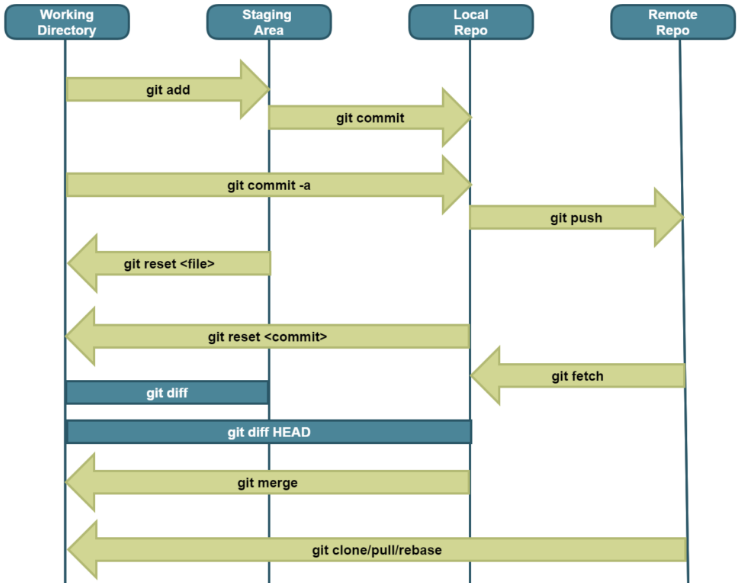 Working
Directory
Staging
Area
Local
Repo
Remote
Repo
git add
git commit
git commit -a
git push
git reset <file>
git reset <commit>
git fetch
git diff
git diff HEAD
git merge
git clone/pull/rebase